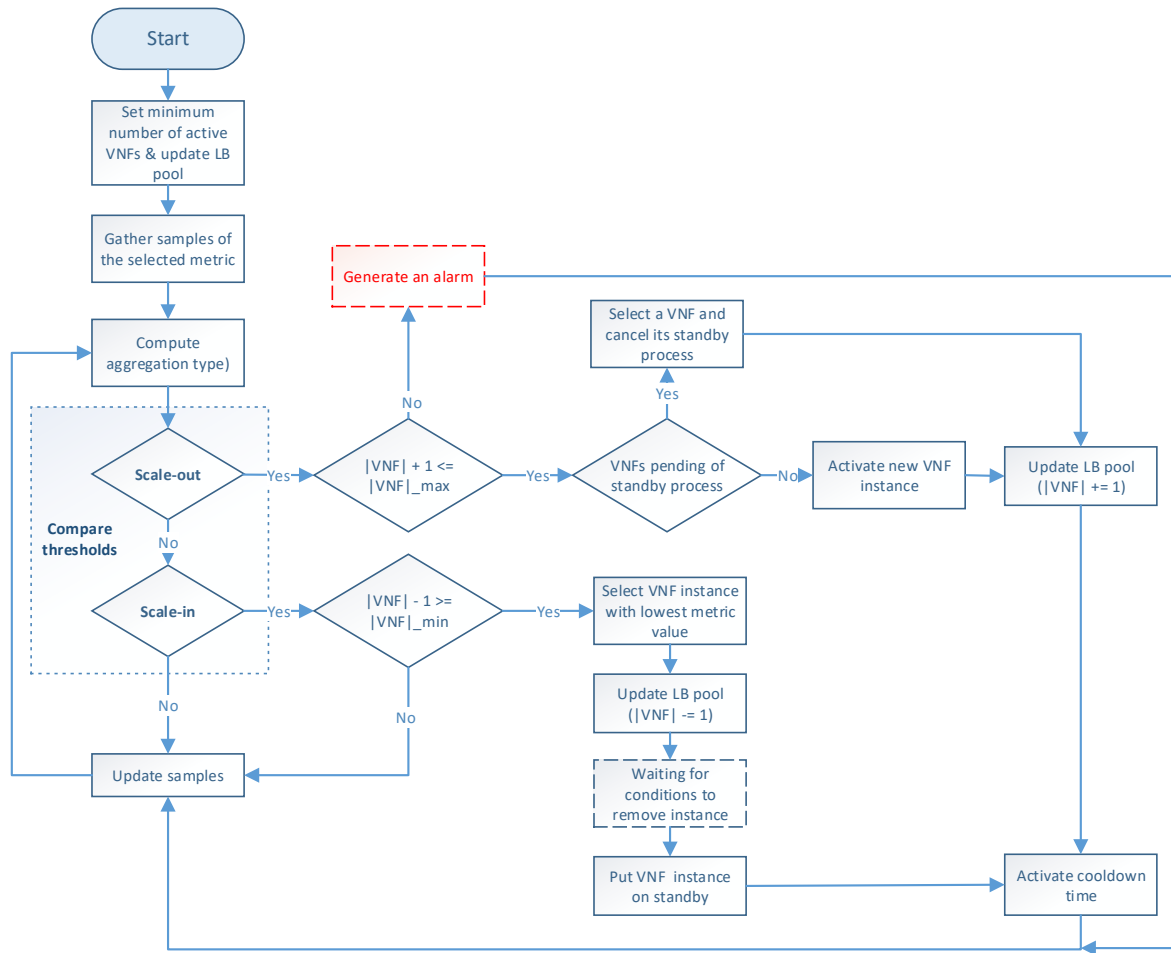 Start
Set minimum
number of active
VNFs & update LB
pool
Gather samples of
the selected metric
Generate an alarm
Select a VNF and
cancel its standby
process
Compute
aggregation type)
No
Yes
Scale-out
Yes
|VNF| + 1 <=
|VNF|_max
Yes
VNFs pending of
standby process
No
Activate new VNF
instance
Update LB pool
(|VNF| += 1)
Compare
thresholds
No
Scale-in
Yes
|VNF| - 1 >=
|VNF|_min
Yes
Select VNF instance
with lowest metric
value
No
No
Update LB pool
(|VNF| -= 1)
Update samples
Waiting for
conditions to
remove instance
Put VNF instance
on standby
Activate cooldown
time